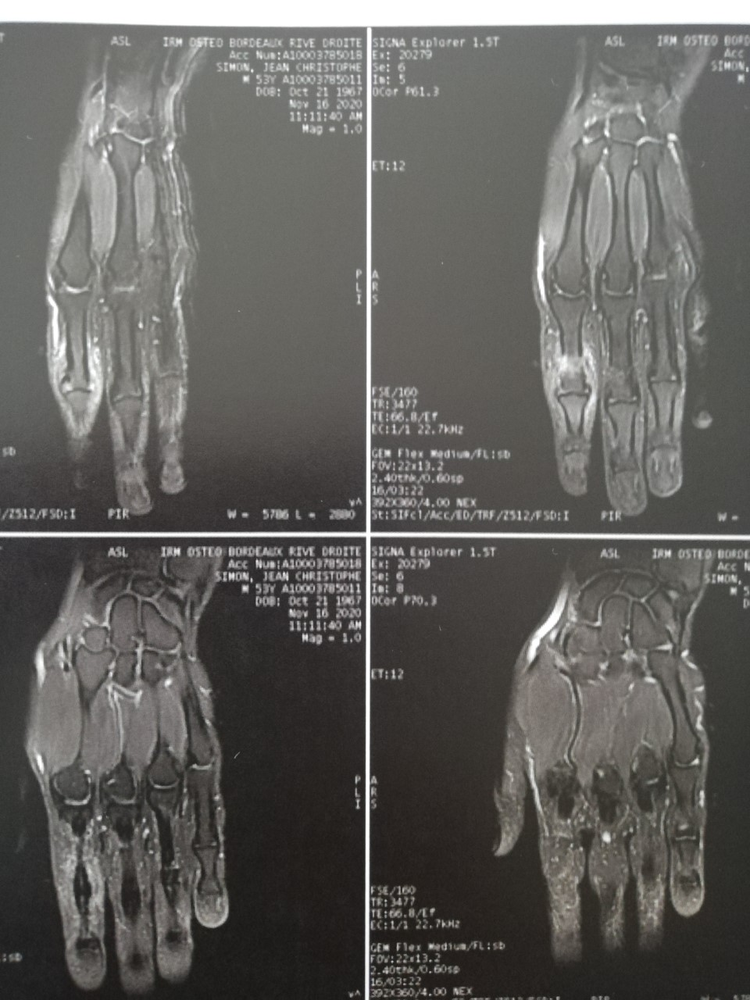 T
ASL
IRM OSTEO BORDEAUX RIVE DROITE
Acc Num:A10003785018
SIMON, JEAN CHRISTOPHE
M 53Y A10003785011
DOB: Oct 21 1967
Nov 16 2020
11:11:40 AM
Mag = 1.0
P
L
I
:sb
/Z512/FSD:I
PIR
W = 5786 L = 2880
v^
SIGNA Explorer 1.5T
Ex: 20279
Se: 6
Im: 5
OCor P61.3
ASL
IRM OSTEO BORD
Acc
SIMON,
M
ET:12
A
R
S
FSE/160
TR:3477
TE:66.8/Ef
EC:1/1 22.7kHz
GEM Flex Medium/FL:sb
FOV:22x13.2
2.40thk/0.60sp
16/03:22
392X360/4.00 NEX
St:SIFcl/Acc/ED/TRF/Z512/FSD:I
PIR
W =
T
ASL
IRM OSTEO BORDEAUX RIVE DROITE
Acc Num:A10003785018
SIMON, JEAN CHRISTOPHE
M 53Y A10003785011
DOB: Oct 21 1967
Nov 16 2020
11:11:40 AM
Mag = 1.0
P
L
I
:sb
v^
SIGNA Explorer 1.5T
Ex: 20279
Se: 6
Im: 8
OCor P70.3
ASL
IRM OSTEO BORDE
Acc N
SIMON,
M 5
D
ET:12
A
R
S
FSE/160
TR:3477
TE:66.8/Ef
EC:1/1 22.7kHz
GEM Flex Medium/FL:sb
FOV:22x13.2
2.40thk/0.60sp
16/03:22
392X360/4.00 NEX